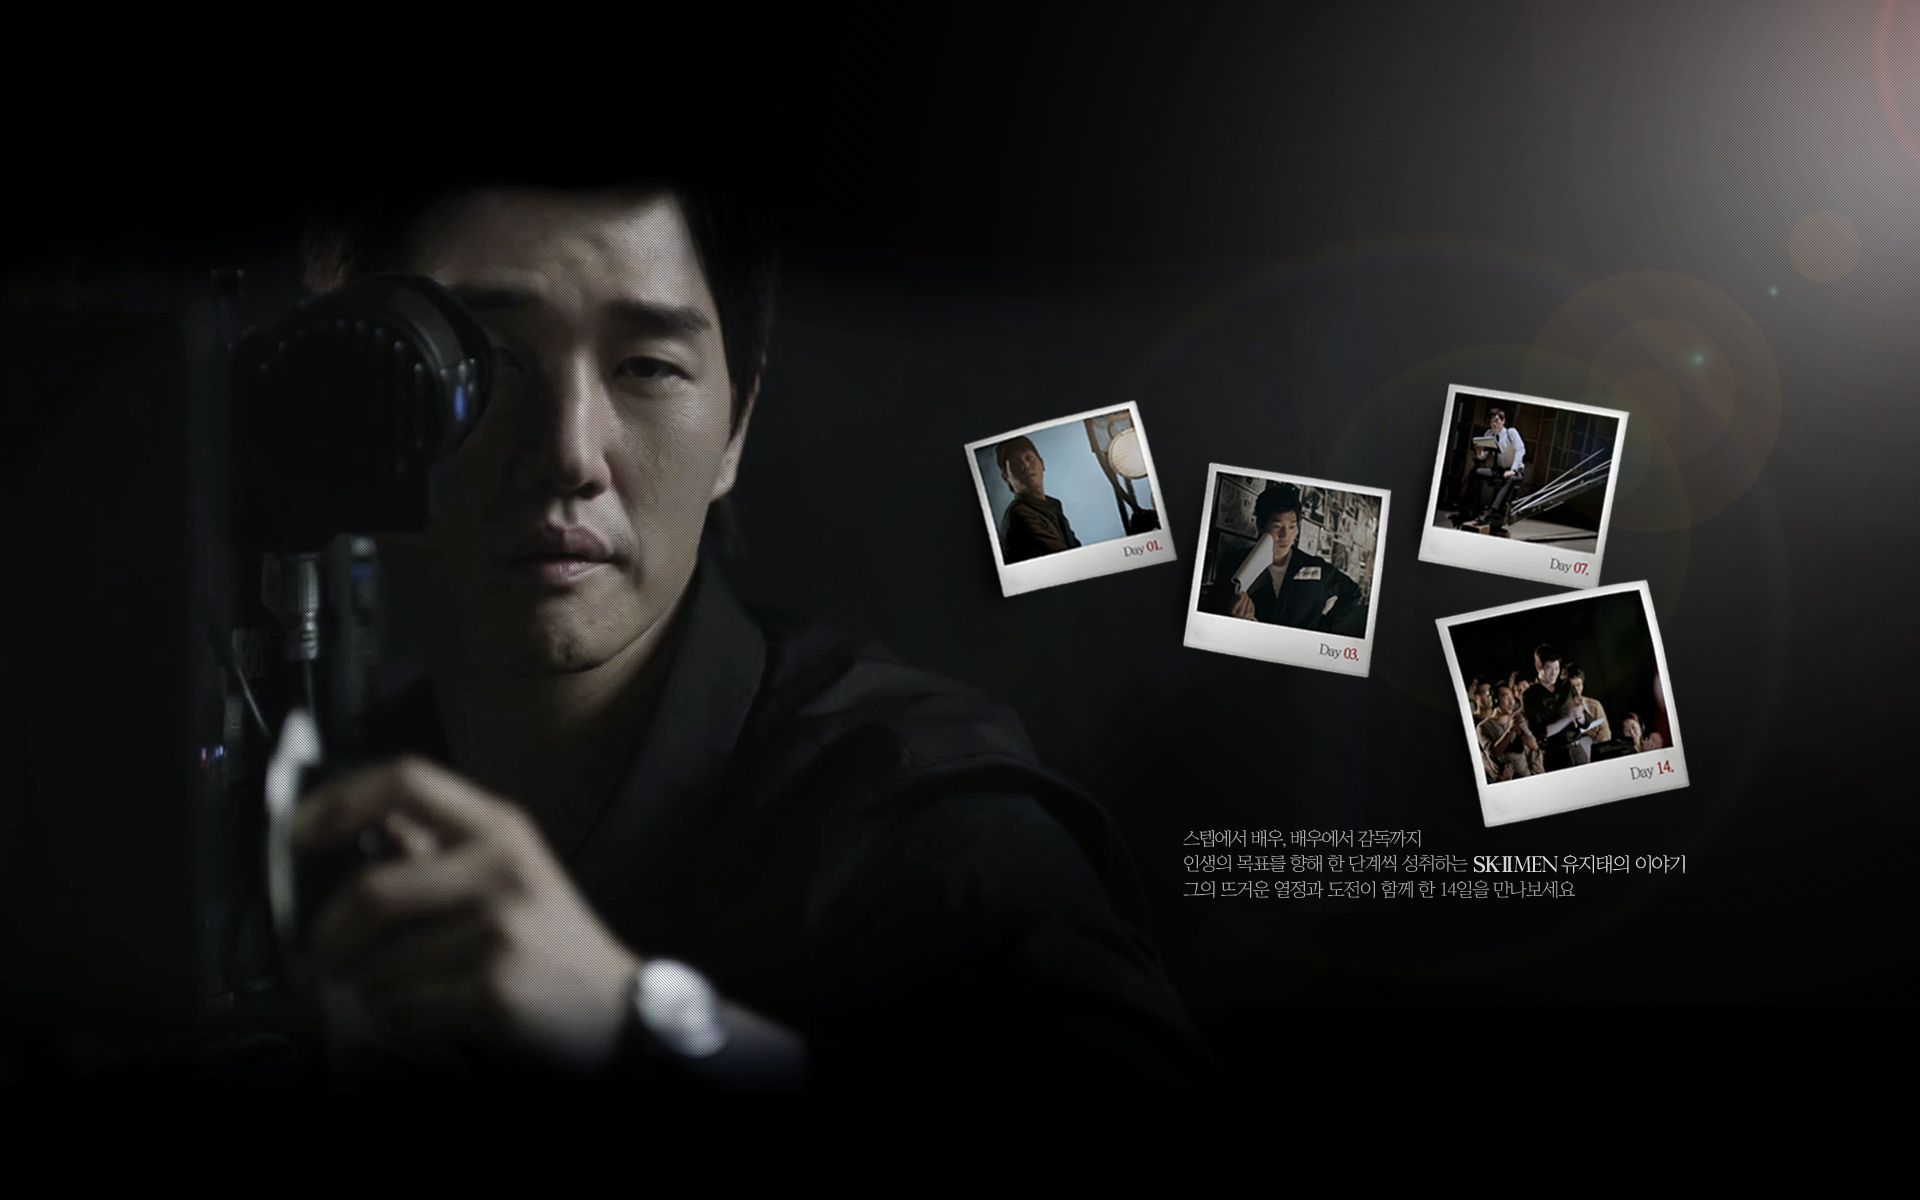 Day 01.
Day 03.
Day 07.
Day 14.
스텝에서 배우, 배우에서 감독까지
인생의 목표를 향해 한 단계씩 성취하는 SK-II MEN 유지태의 이야기
그의 뜨거운 열정과 도전이 함께 한 14일을 만나보세요